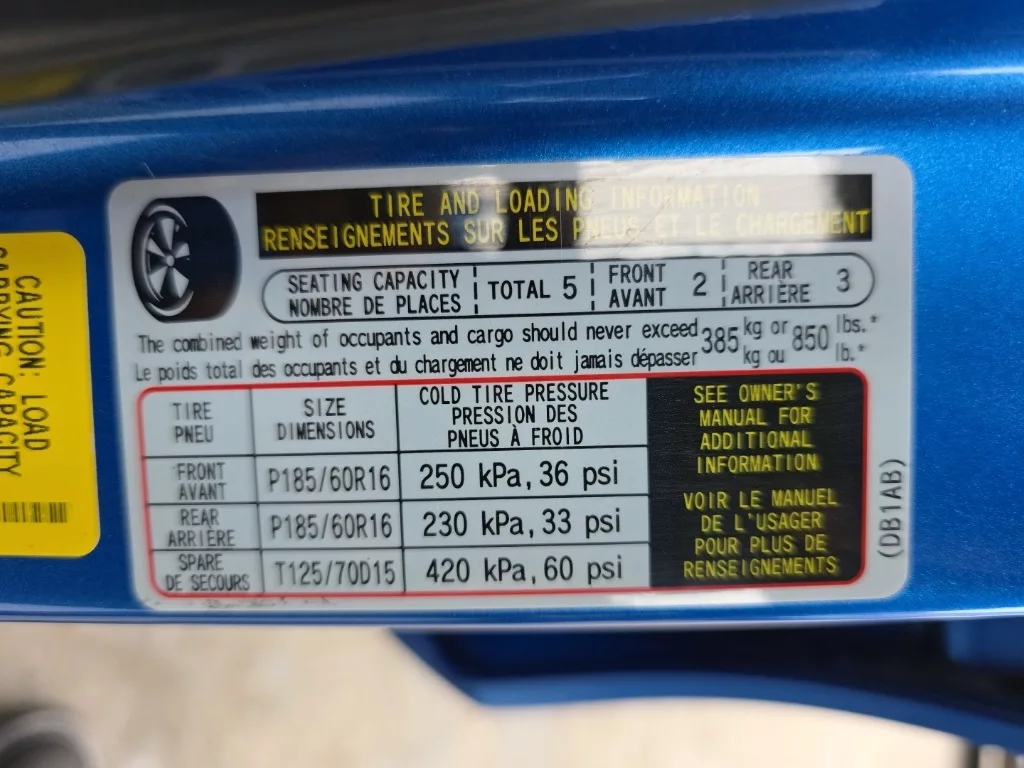 TIRE AND LOADING INFORMATION
RENSEIGNEMENTS SUR LES PNEUS ET LE CHARGEMENT
SEATING CAPACITY
NOMBRE DE PLACES
TOTAL 5
FRONT
AVANT
2
REAR
ARRIÈRE
3
The combined weight of occupants and cargo should never exceed 385 kg or 850 lbs.*
Le poids total des occupants et du chargement ne doit jamais dépasser kg ou lb.*
TIRE
PNEU
SIZE
DIMENSIONS
COLD TIRE PRESSURE
PRESSION DES
PNEUS À FROID
FRONT
AVANT
P185/60R16
250 kPa, 36 psi
REAR
ARRIÈRE
P185/60R16
230 kPa, 33 psi
SPARE
DE SECOURS
T125/70D15
420 kPa, 60 psi
SEE OWNER'S
MANUAL FOR
ADDITIONAL
INFORMATION
VOIR LE MANUEL
DE L'USAGER
POUR PLUS DE
RENSEIGNEMENTS
(DB1AB)
CAUTION: LOAD
CARRYING CAPACITY